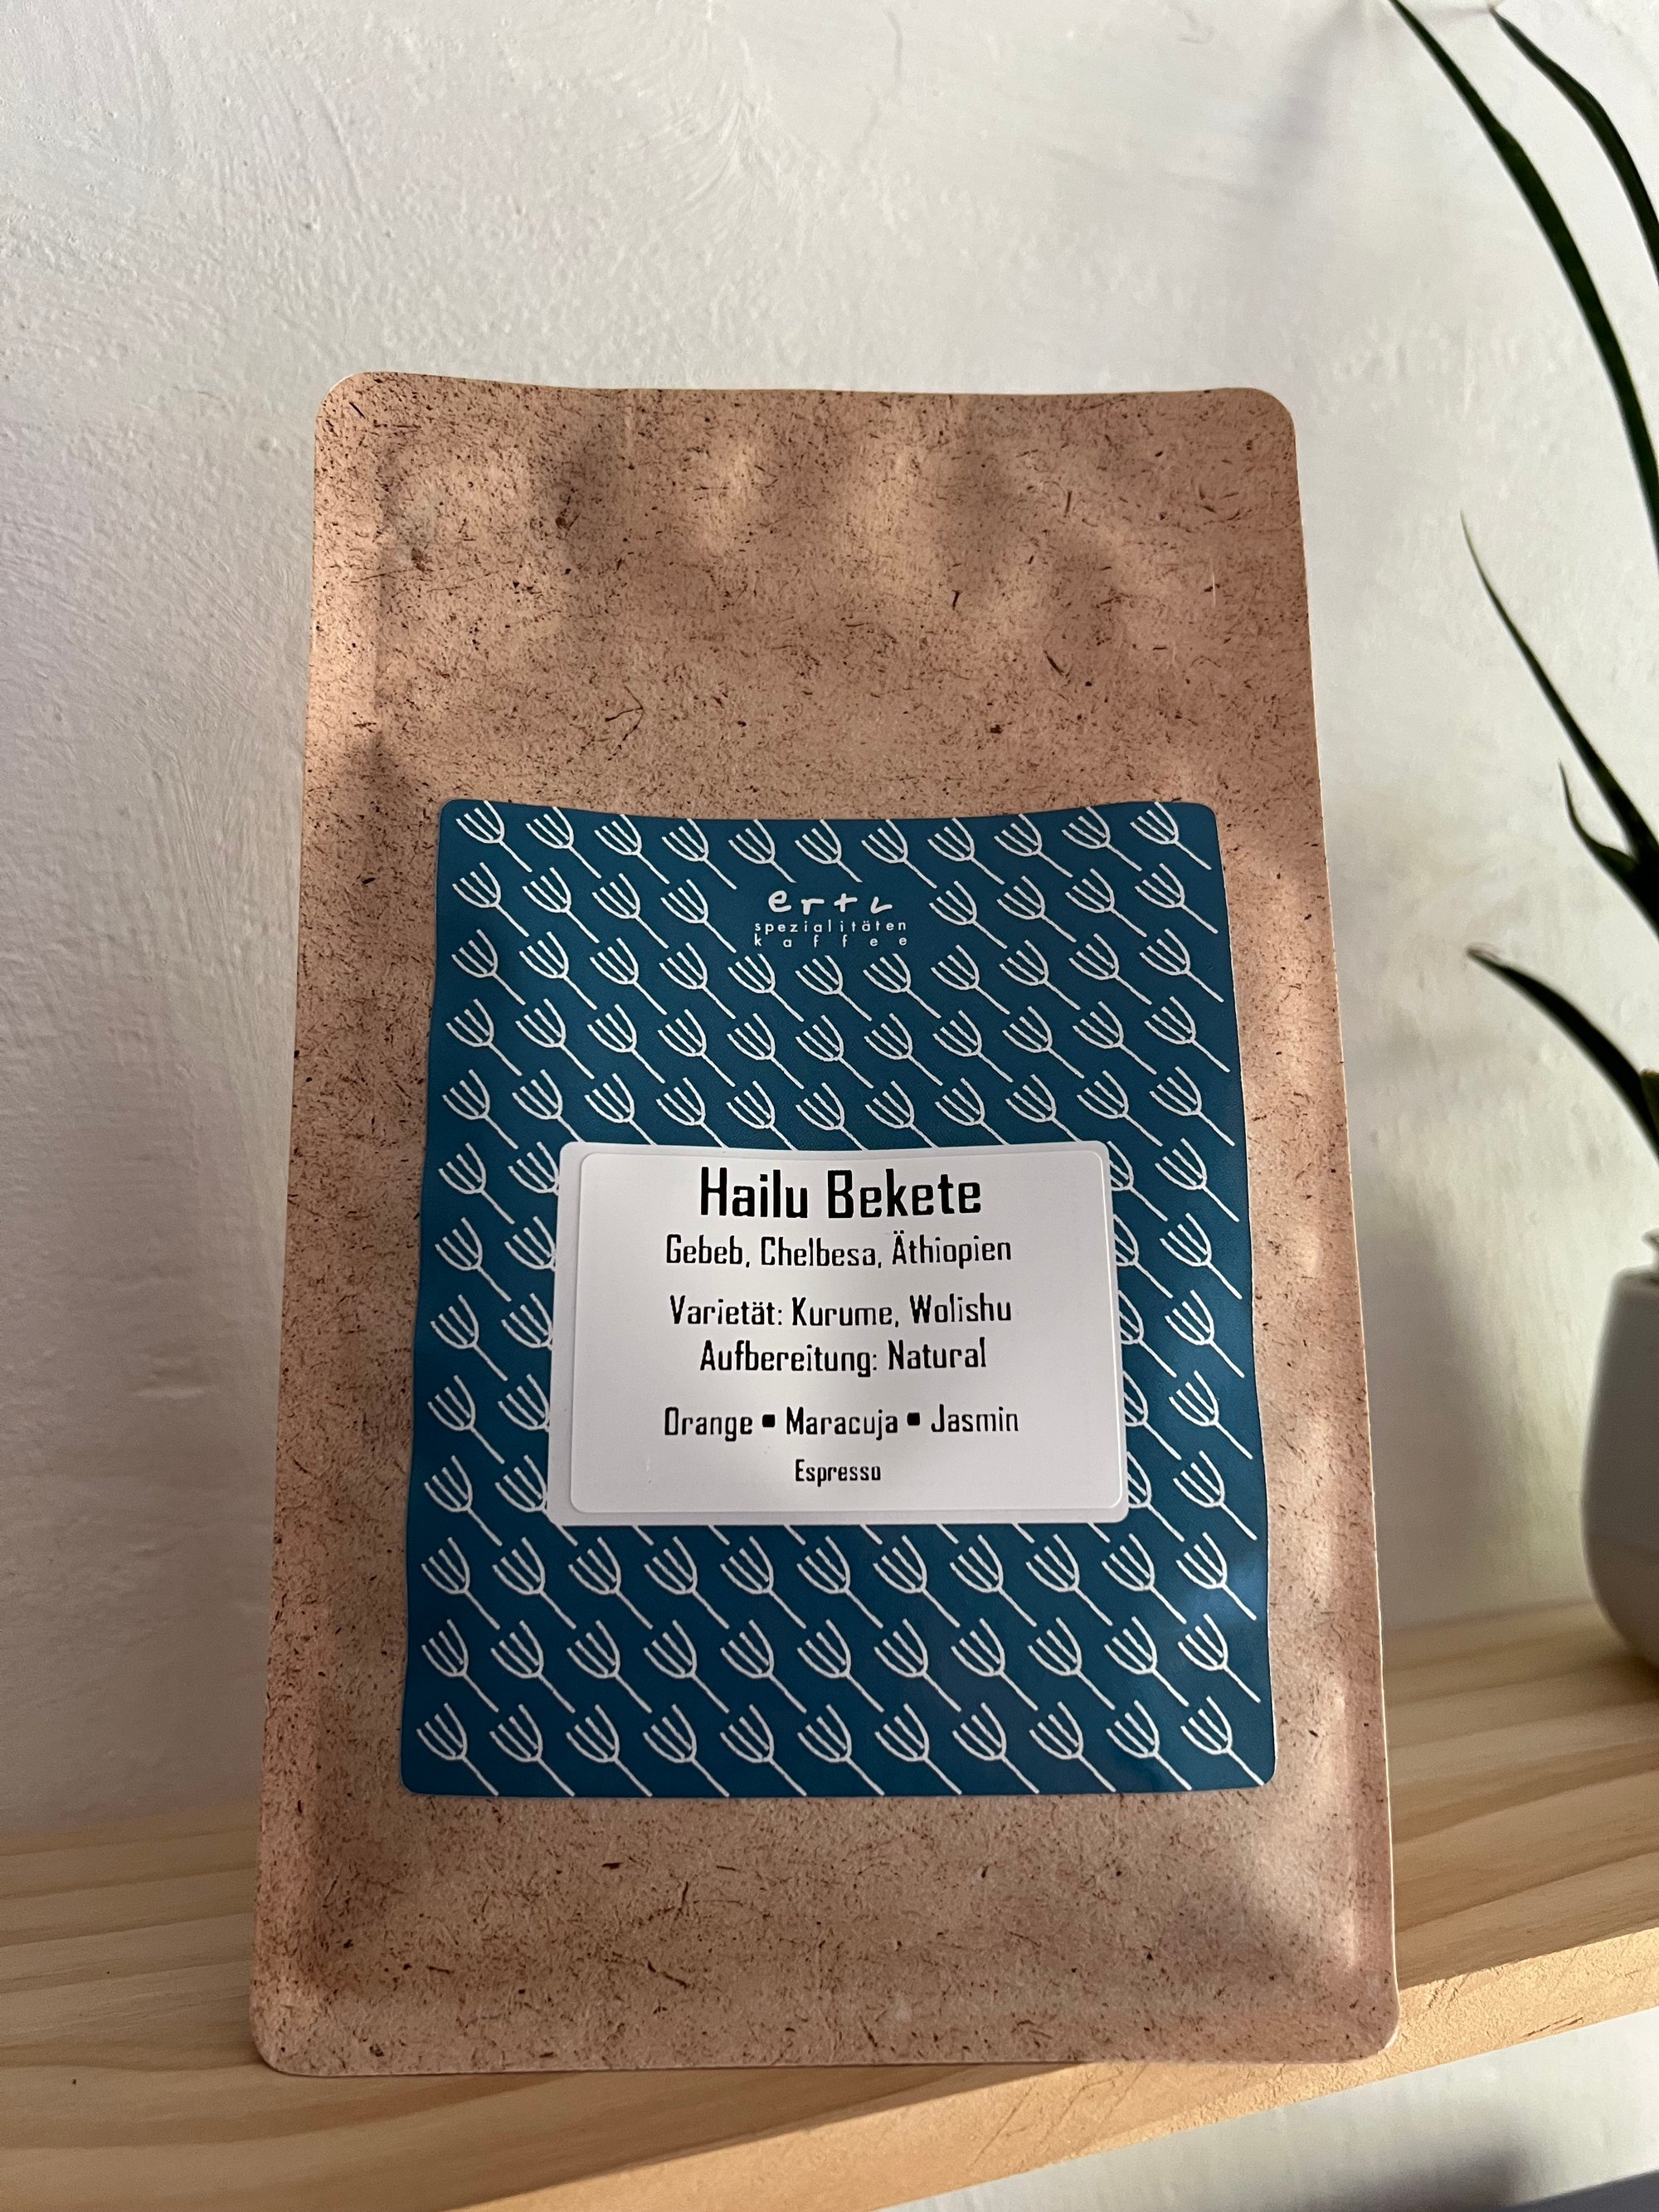 ertl
spezialitäten
kaffee
Hailu Bekete
Gebeb, Chelbesa, Äthiopien
Varietät: Kurume, Wolishu
Aufbereitung: Natural
Orange ▪ Maracuja ▪ Jasmin
Espresso